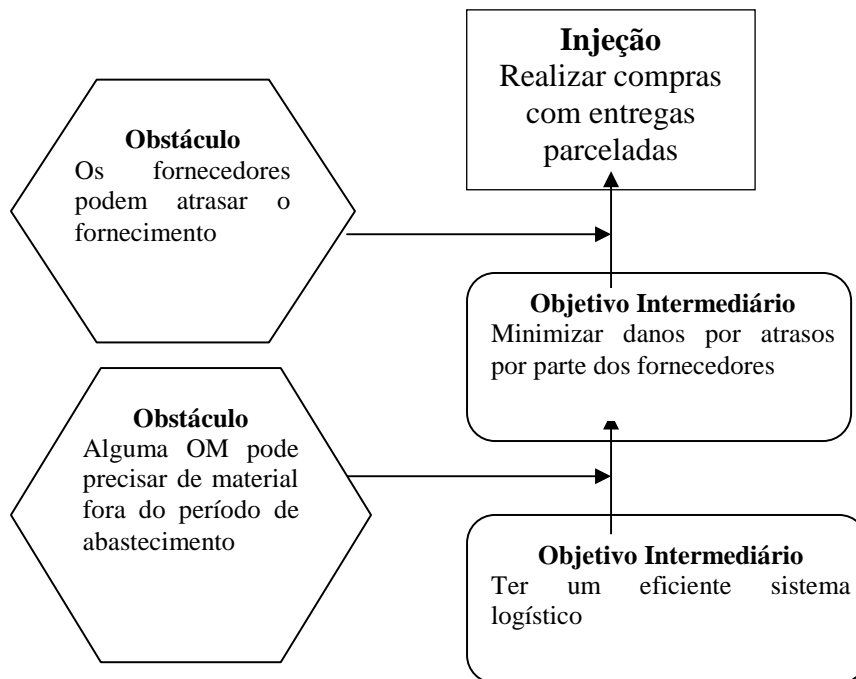 Injeção
Realizar compras
com entregas
parceladas
Obstáculo
Os fornecedores
podem atrasar o
fornecimento
Objetivo Intermediário
Minimizar danos por atrasos
por parte dos fornecedores
Obstáculo
Alguma OM pode
precisar de material
fora do período de
abastecimento
Objetivo Intermediário
Ter um eficiente sistema
logístico